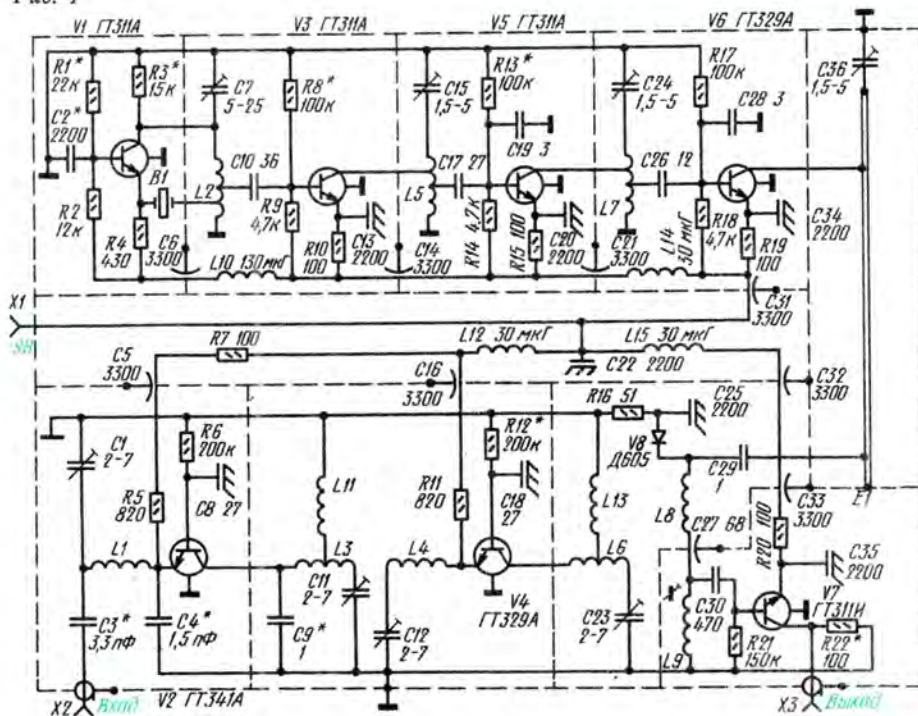 Рис. 1
V1 ГТ311А
V3 ГТ311А
V5 ГТ311А
V6 ГТ329А
R1*
22к
R3*
15к
C7
5-25
R8*
100к
C15
1,5-5
R13*
100к
C24
1,5-5
R17
100к
C36
1,5-5
C2*
2200
C28 3
C19 3
C10 36
C17 27
C26 12
B1
L2
L5
L7
R2
12к
R4
430
C6
3300
R9
4,7к
R10
100
C13
2200
C14
3300
R14 4,7к
R15 100
C20
2200
C21
3300
L14
30 мкГ
R18
4,7к
R19
100
C34
2200
L10 130мкг
C31
3300
X1
-9В
R7 100
L12 30 мкГ
L15 30 мкГ
C22 2200
C5
3300
C16
3300
C32
3300
R16 51
C25
2200
V8
Д605
C1
2-7
R6
200к
R12*
200к
C29
1
E1
C8 27
L11
C18
27
L13
L8
C33
3300
R5
820
R11
820
C27 68
R20 100
C35
2200
L1
L3
L4
L6
C11
2-7
V4
ГТ329А
C30
470
V7
ГТ311И
C3*
3,3пФ
C4*
1,5пФ
C9*
1
C12
2-7
C23
2-7
L9
R21
150к
R22*
100
X2
Вход
V2 ГТ341А
X3
Выход